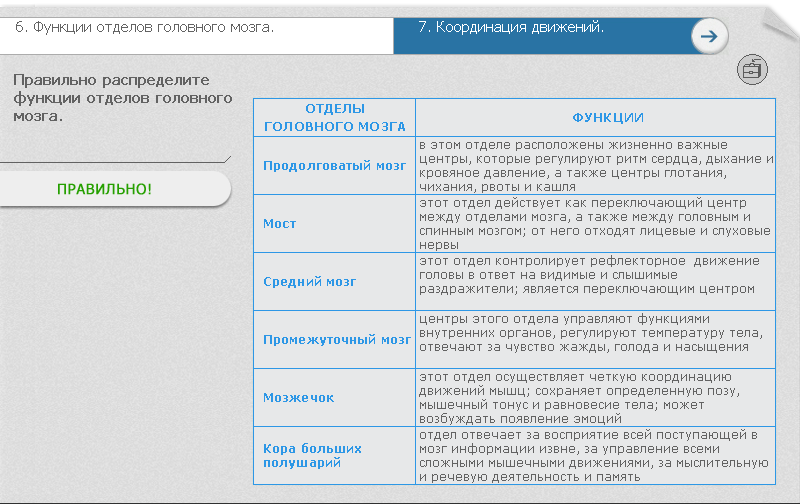 6. Функции отделов головного мозга.
7. Координация движений.
Правильно распределите
функции отделов головного
мозга.
ПРАВИЛЬНО!
ОТДЕЛЫ
ГОЛОВНОГО МОЗГА
ФУНКЦИИ
Продолговатый мозг
в этом отделе расположены жизненно важные
центры, которые регулируют ритм сердца, дыхание и
кровяное давление, а также центры глотания,
чихания, рвоты и кашля
Мост
этот отдел действует как переключающий центр
между отделами мозга, а также между головным и
спинным мозгом; от него отходят лицевые и слуховые
нервы
Средний мозг
этот отдел контролирует рефлекторное движение
головы в ответ на видимые и слышимые
раздражители; является переключающим центром
Промежуточный мозг
центры этого отдела управляют функциями
внутренних органов, регулируют температуру тела,
отвечают за чувство жажды, голода и насыщения
Мозжечок
этот отдел осуществляет четкую координацию
движений мышц; сохраняет определенную позу,
мышечный тонус и равновесие тела; может
возбуждать появление эмоций
Кора больших
полушарий
отдел отвечает за восприятие всей поступающей в
мозг информации извне, за управление всеми
сложными мышечными движениями, за мыслительную
и речевую деятельность и память